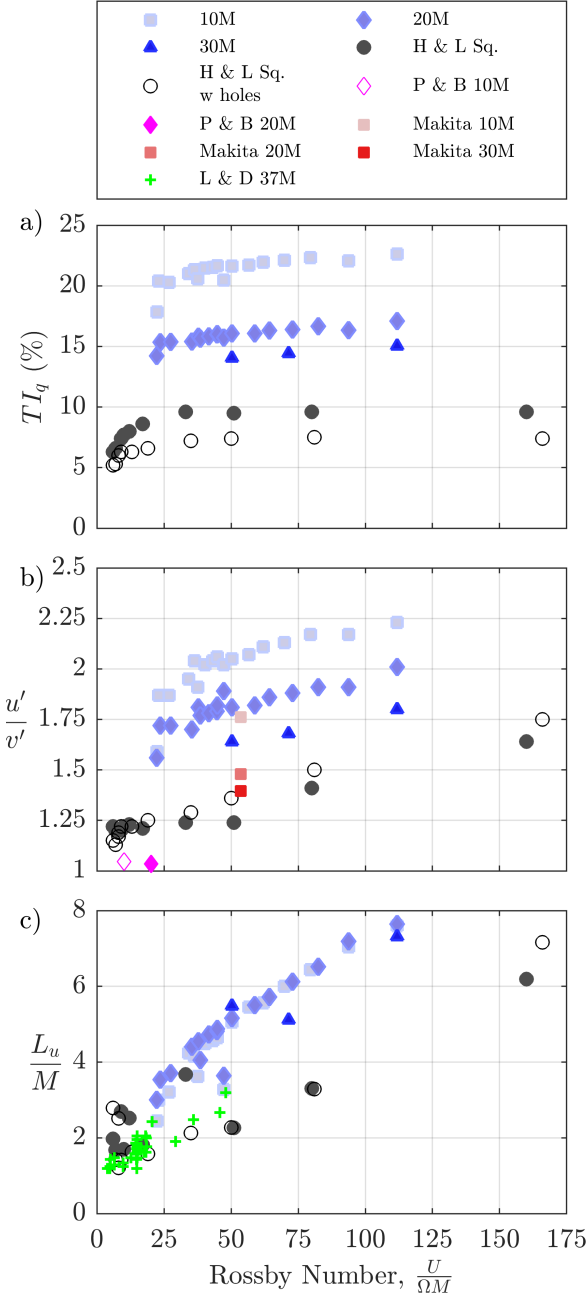 10M
20M
30M
H & L Sq.
H & L Sq.
w holes
P & B 10M
P & B 20M
Makita 10M
Makita 20M
Makita 30M
L & D 37M
a)
25
20
15
10
5
0
TI_q (%)
b)
2.5
2.25
2
1.75
1.5
1.25
1
u′
v′
c)
8
6
4
2
0
L_u
M
0 25 50 75 100 125 150 175
Rossby Number, U/ΩM